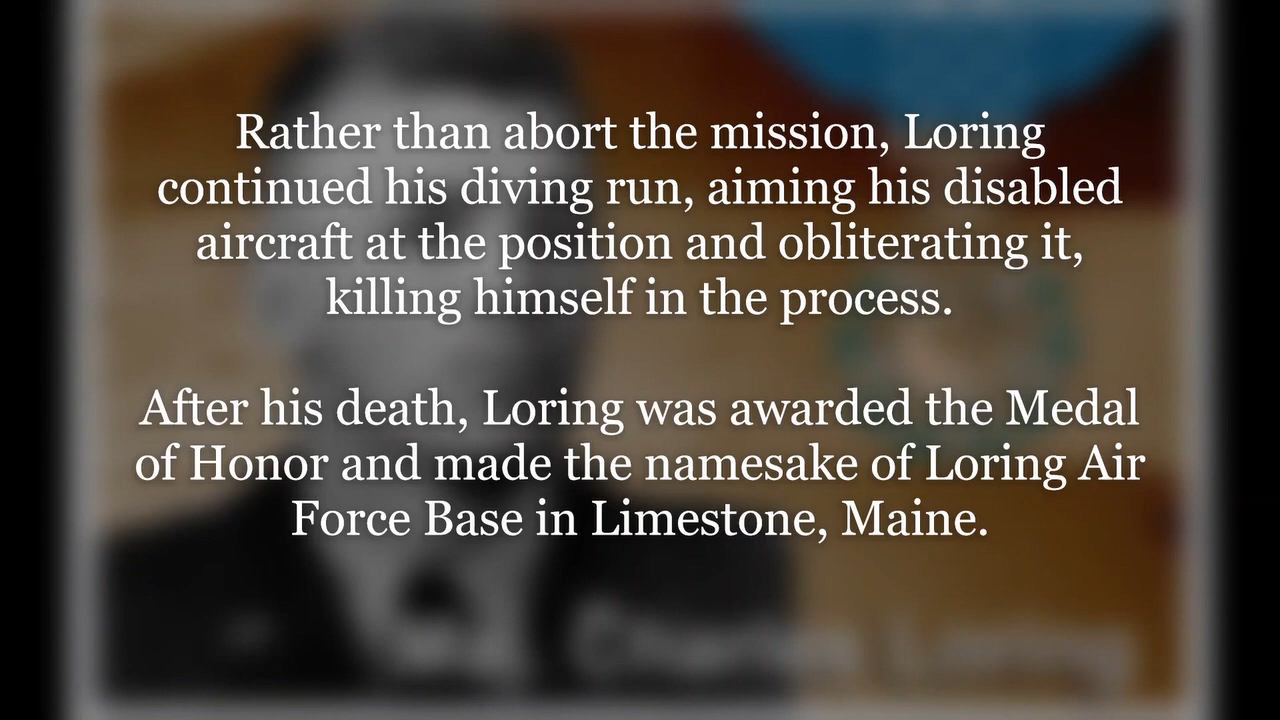 Rather than abort the mission, Loring
continued his diving run, aiming his disabled
aircraft at the position and obliterating it,
killing himself in the process.
After his death, Loring was awarded the Medal
of Honor and made the namesake of Loring Air
Force Base in Limestone, Maine.
Charles Loring